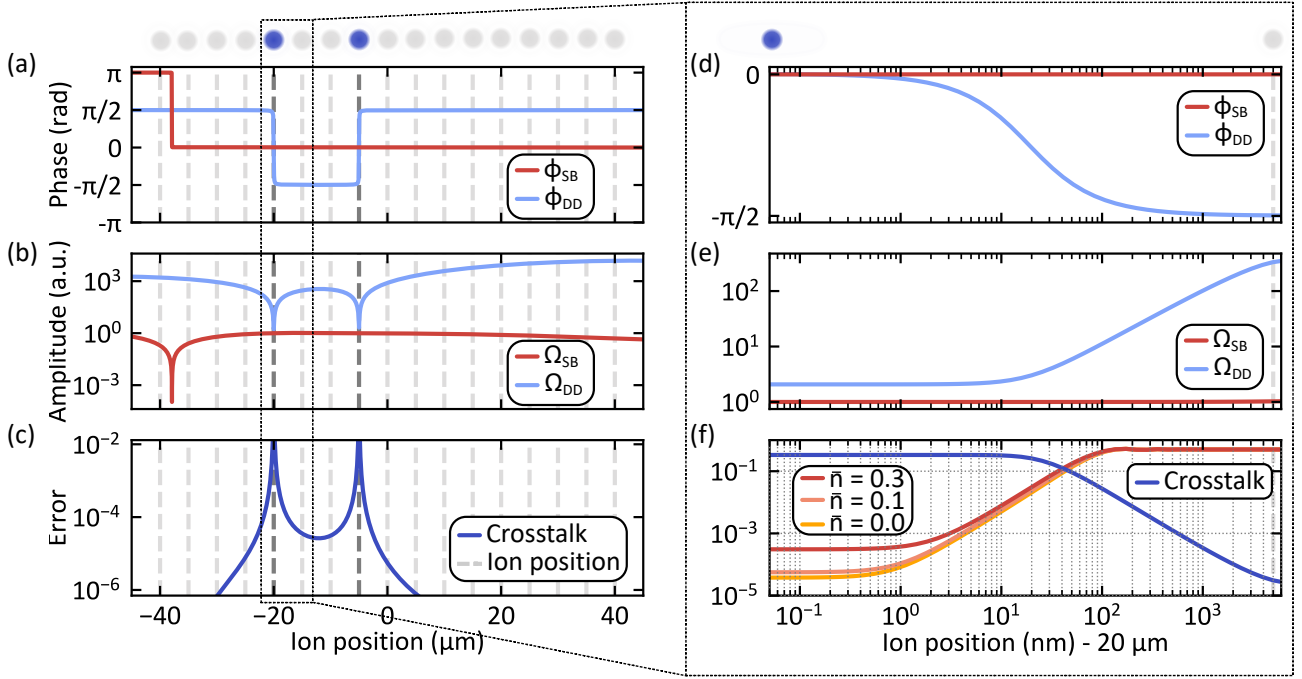 (a)
π
π/2
0
-π/2
-π
Phase (rad)
ϕSB
ϕDD
(b)
10³
10⁰
10⁻³
Amplitude (a.u.)
ΩSB
ΩDD
(c)
10⁻²
10⁻⁴
10⁻⁶
Error
Crosstalk
Ion position
−40
−20
0
20
40
Ion position (μm)
(d)
0
-π/2
ϕSB
ϕDD
(e)
10²
10¹
10⁰
ΩSB
ΩDD
(f)
10⁻¹
10⁻³
10⁻⁵
n̄ = 0.3
n̄ = 0.1
n̄ = 0.0
Crosstalk
10⁻¹
10⁰
10¹
10²
10³
Ion position (nm) - 20 μm